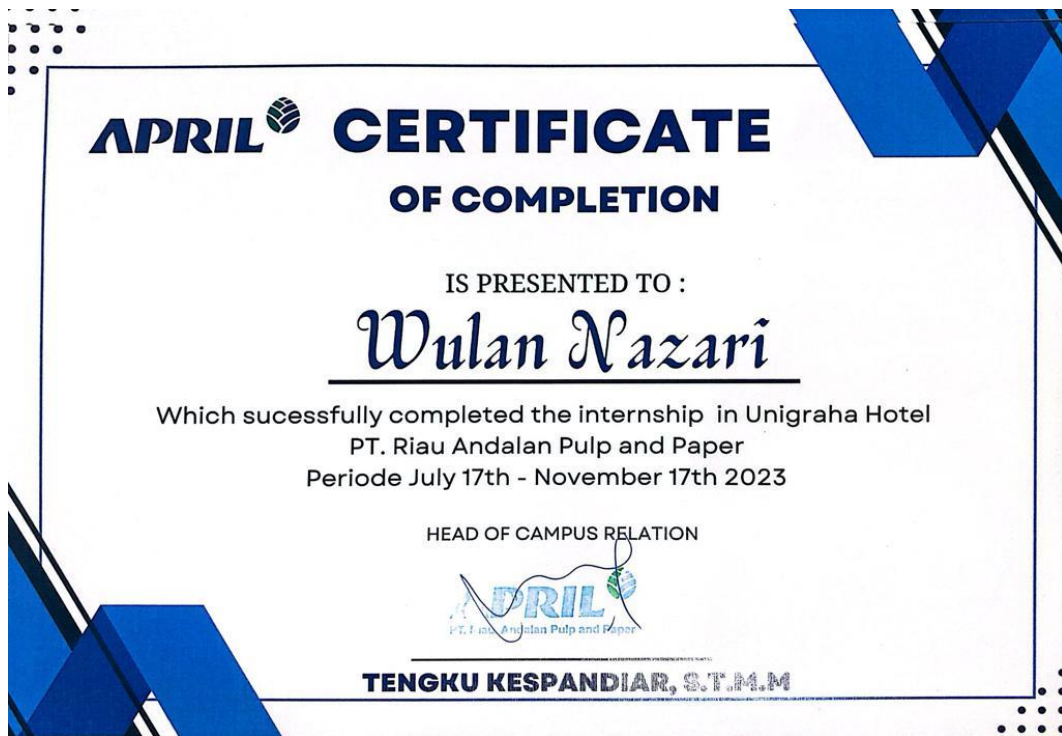 APRIL CERTIFICATE
OF COMPLETION
IS PRESENTED TO :
Wulan Nazari
Which sucessfully completed the internship in Unigraha Hotel
PT. Riau Andalan Pulp and Paper
Periode July 17th - November 17th 2023
HEAD OF CAMPUS RELATION
APRIL
PT. Riau Andalan Pulp and Paper
TENGKU KESPANDIAR, S.T.M.M